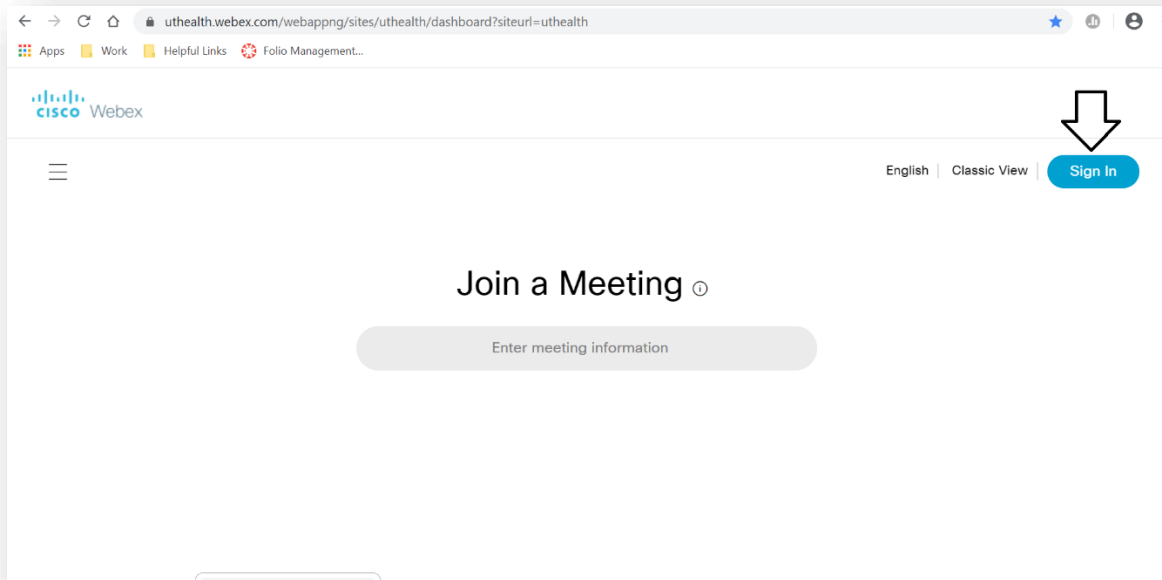 uthealth.webex.com/webappng/sites/uthealth/dashboard?siteurl=uthealth
Apps Work Helpful Links Folio Management...
CISCO Webex
English Classic View Sign In
Join a Meeting
Enter meeting information